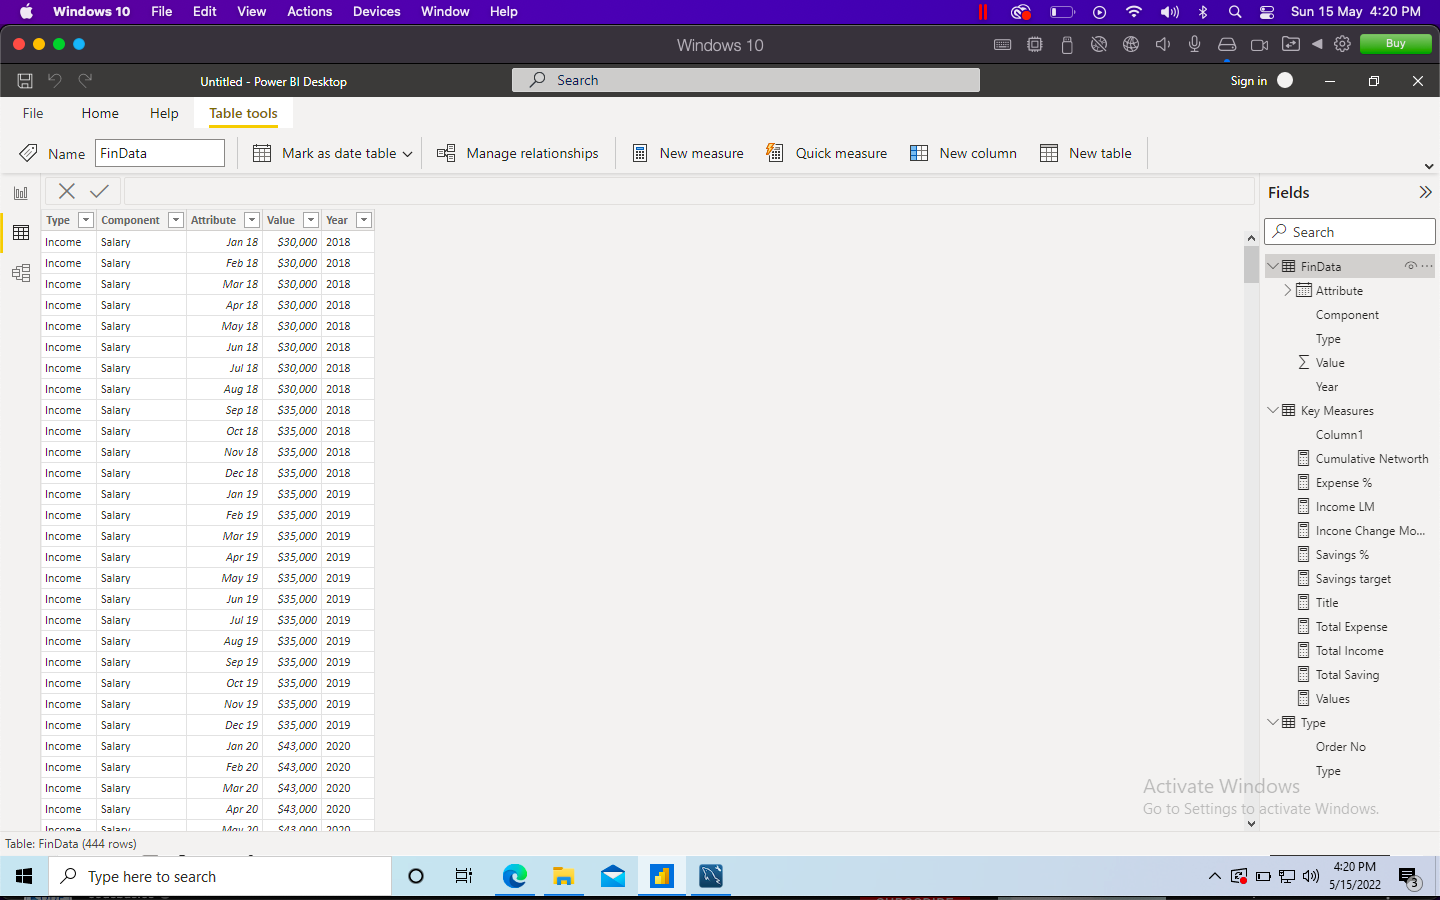 Windows 10 File Edit View Actions Devices Window Help Sun 15 May 4:20 PM
Windows 10 Buy
Untitled - Power BI Desktop Search Sign in
File Home Help Table tools
Name FinData Mark as date table Manage relationships New measure Quick measure New column New table
Type Component Attribute Value Year
Income Salary Jan 18 $30,000 2018
Income Salary Feb 18 $30,000 2018
Income Salary Mar 18 $30,000 2018
Income Salary Apr 18 $30,000 2018
Income Salary May 18 $30,000 2018
Income Salary Jun 18 $30,000 2018
Income Salary Jul 18 $30,000 2018
Income Salary Aug 18 $30,000 2018
Income Salary Sep 18 $35,000 2018
Income Salary Oct 18 $35,000 2018
Income Salary Nov 18 $35,000 2018
Income Salary Dec 18 $35,000 2018
Income Salary Jan 19 $35,000 2019
Income Salary Feb 19 $35,000 2019
Income Salary Mar 19 $35,000 2019
Income Salary Apr 19 $35,000 2019
Income Salary May 19 $35,000 2019
Income Salary Jun 19 $35,000 2019
Income Salary Jul 19 $35,000 2019
Income Salary Aug 19 $35,000 2019
Income Salary Sep 19 $35,000 2019
Income Salary Oct 19 $35,000 2019
Income Salary Nov 19 $35,000 2019
Income Salary Dec 19 $35,000 2019
Income Salary Jan 20 $43,000 2020
Income Salary Feb 20 $43,000 2020
Income Salary Mar 20 $43,000 2020
Income Salary Apr 20 $43,000 2020
Income Salary May 20 $43,000 2020
Fields
Search
FinData
Attribute
Component
Type
Value
Year
Key Measures
Column1
Cumulative Networth
Expense %
Income LM
Incone Change Mo...
Savings %
Savings target
Title
Total Expense
Total Income
Total Saving
Values
Type
Order No
Type
Activate Windows
Go to Settings to activate Windows.
Table: FinData (444 rows)
Type here to search 4:20 PM
5/15/2022 3